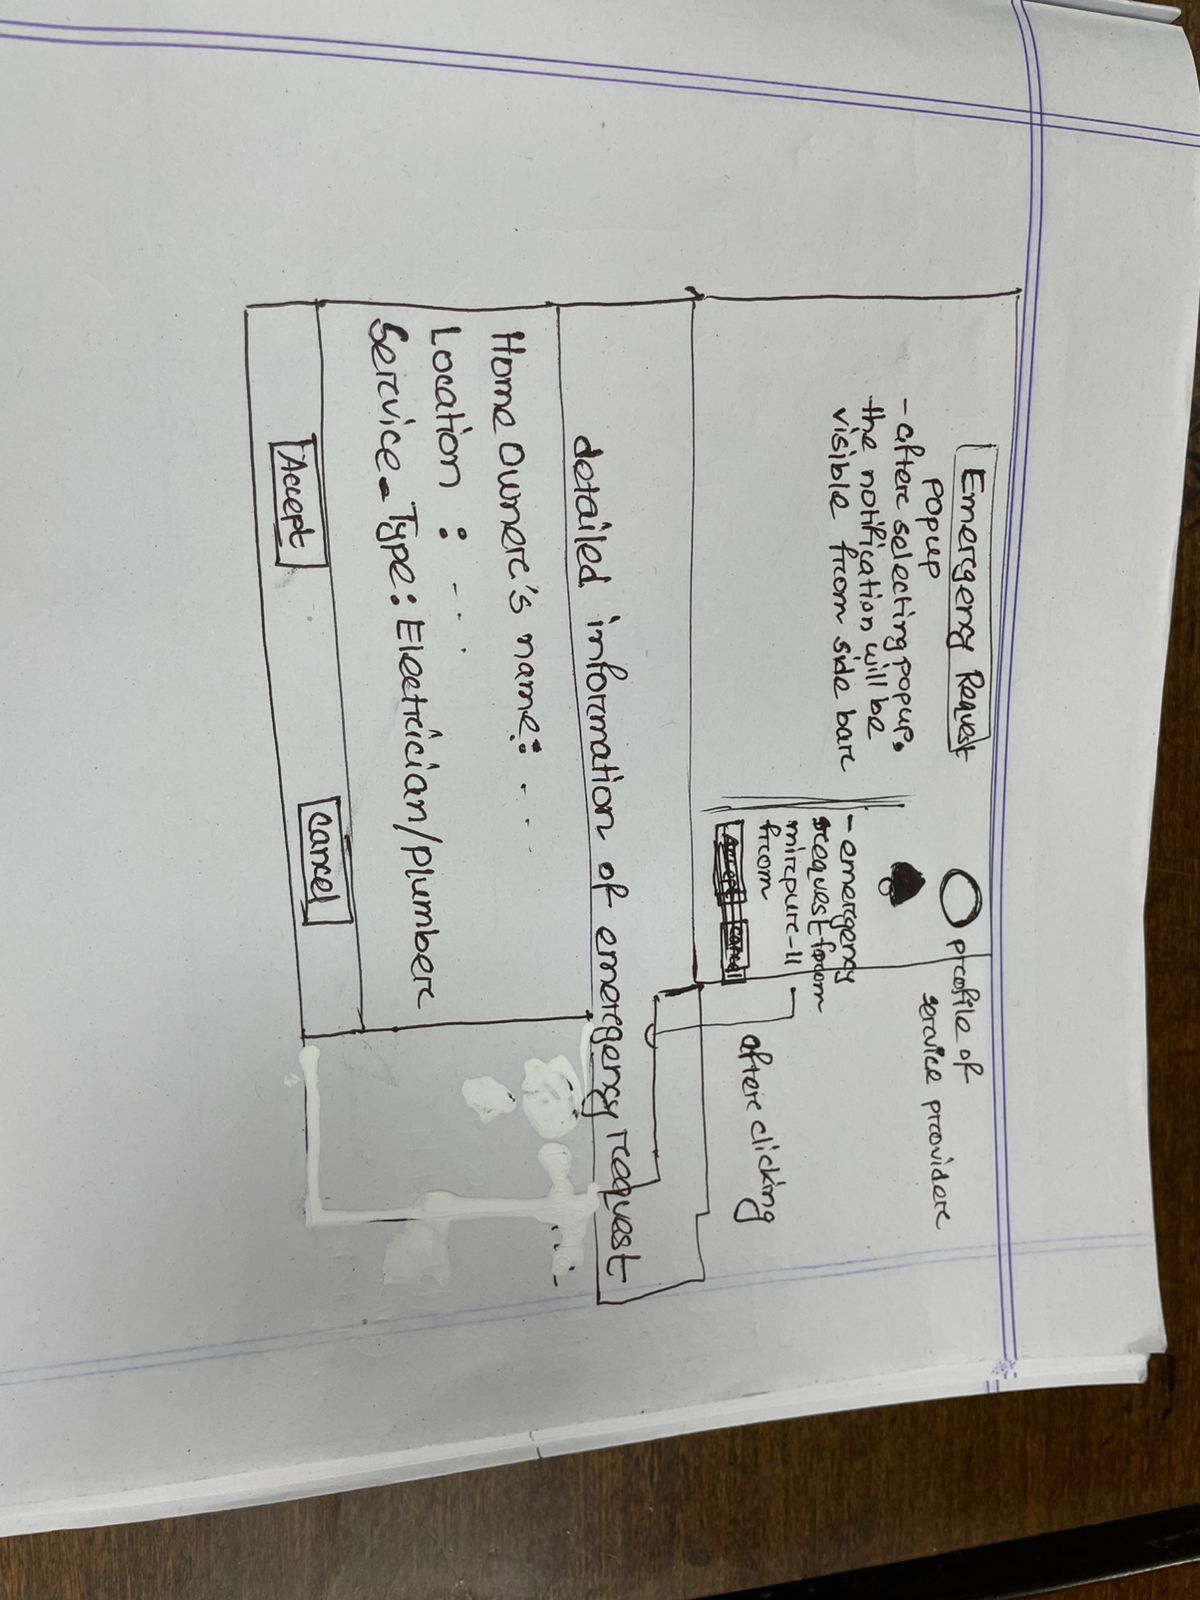 Emergency Request
popup
- after selecting popup,
the notification will be
visible from side bar
profile of
service provider
- emergency
request from
mirpur-11
from
Accept Cancel
after clicking
detailed information of emergency request
Home Owner's name: . . .
Location : - - - .
Service-Type: Electrician/plumber
Accept
Cancel